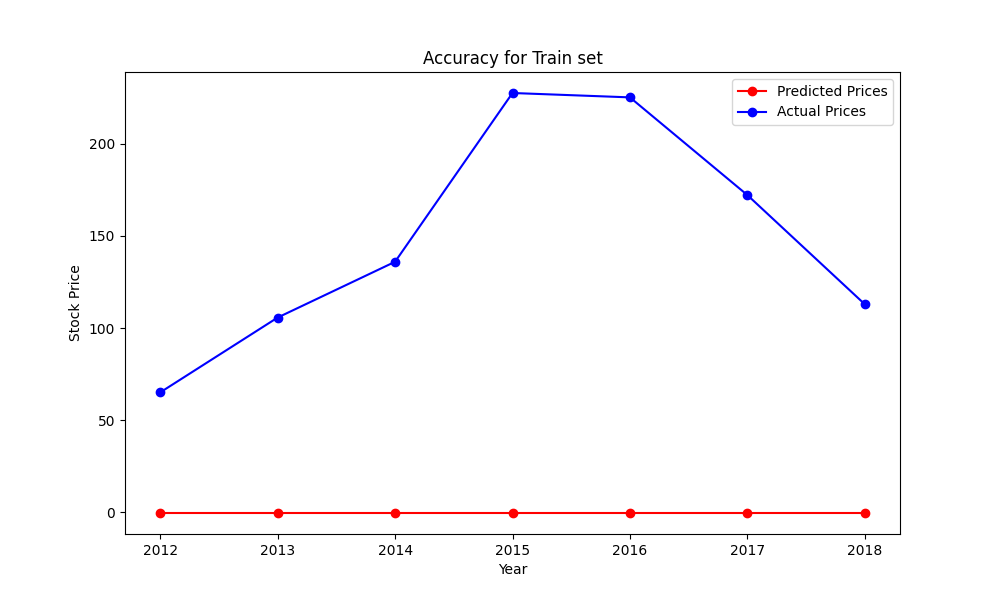 Accuracy for Train set
Predicted Prices
Actual Prices
200
150
100
50
0
Stock Price
2012 2013 2014 2015 2016 2017 2018
Year